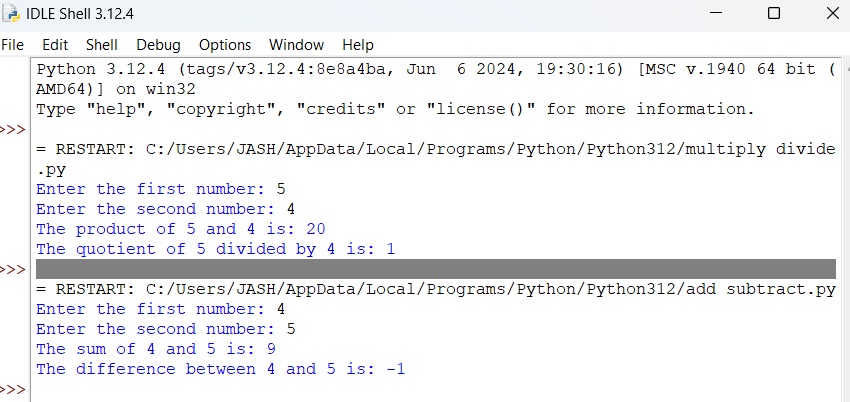 IDLE Shell 3.12.4
File Edit Shell Debug Options Window Help
Python 3.12.4 (tags/v3.12.4:8e8a4ba, Jun  6 2024, 19:30:16) [MSC v.1940 64 bit (
AMD64)] on win32
Type "help", "copyright", "credits" or "license()" for more information.
>>>
= RESTART: C:/Users/JASH/AppData/Local/Programs/Python/Python312/multiply divide
.py
Enter the first number: 5
Enter the second number: 4
The product of 5 and 4 is: 20
The quotient of 5 divided by 4 is: 1
>>>
= RESTART: C:/Users/JASH/AppData/Local/Programs/Python/Python312/add subtract.py
Enter the first number: 4
Enter the second number: 5
The sum of 4 and 5 is: 9
The difference between 4 and 5 is: -1
>>>